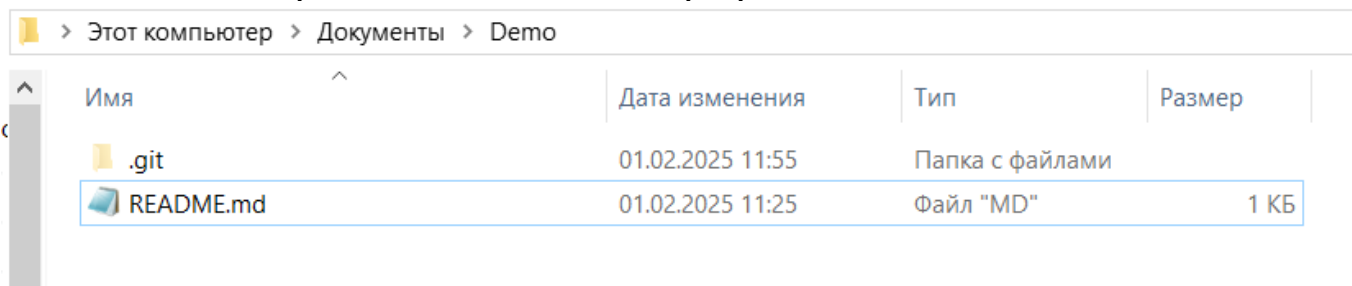 Этот компьютер > Документы > Demo
Имя Дата изменения Тип Размер
.git 01.02.2025 11:55 Папка с файлами
README.md 01.02.2025 11:25 Файл "MD" 1 КБ